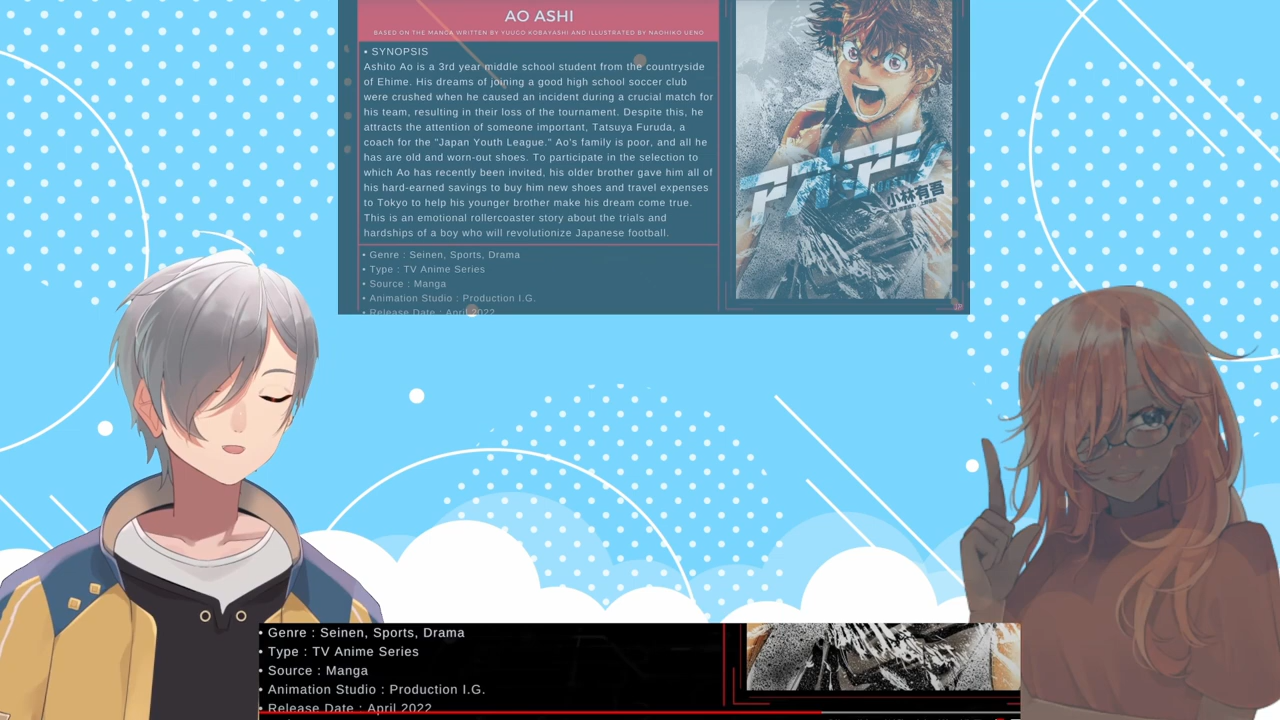 AO ASHI
BASED ON THE MANGA WRITTEN BY YUUGO KOBAYASHI AND ILLUSTRATED BY NAOHIKO UENO
• SYNOPSIS
Ashito Ao is a 3rd year middle school student from the countryside
of Ehime. His dreams of joining a good high school soccer club
were crushed when he caused an incident during a crucial match for
his team, resulting in their loss of the tournament. Despite this, he
attracts the attention of someone important, Tatsuya Furuda, a
coach for the "Japan Youth League." Ao's family is poor, and all he
has are old and worn-out shoes. To participate in the selection to
which Ao has recently been invited, his older brother gave him all of
his hard-earned savings to buy him new shoes and travel expenses
to Tokyo to help his younger brother make his dream come true.
This is an emotional rollercoaster story about the trials and
hardships of a boy who will revolutionize Japanese football.
• Genre : Seinen, Sports, Drama
• Type : TV Anime Series
• Source : Manga
• Animation Studio : Production I.G.
• Release Date : April 2022
アオアシ
小林有吾
• Genre : Seinen, Sports, Drama
• Type : TV Anime Series
• Source : Manga
• Animation Studio : Production I.G.
• Release Date : April 2022